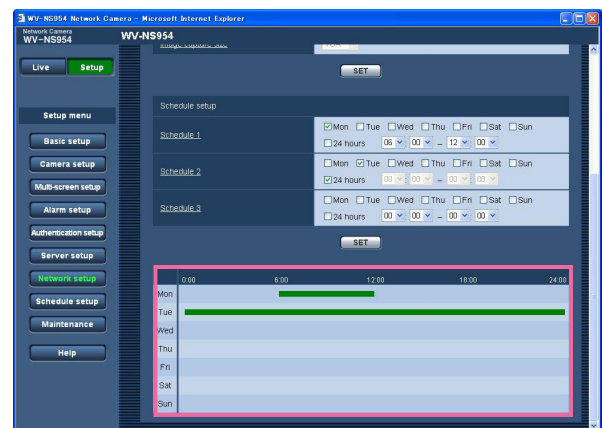 WV-NS954 Network Camera - Microsoft Internet Explorer
Network Camera
WV-NS954
WV-NS954
Live Setup
SET
Setup menu
Basic setup
Camera setup
Multi-screen setup
Alarm setup
Authentication setup
Server setup
Network setup
Schedule setup
Maintenance
Help
Schedule setup
Schedule 1
Mon Tue Wed Thu Fri Sat Sun
24 hours 06 : 00 – 12 : 00
Schedule 2
Mon Tue Wed Thu Fri Sat Sun
24 hours 00 : 00 – 00 : 00
Schedule 3
Mon Tue Wed Thu Fri Sat Sun
24 hours 00 : 00 – 00 : 00
SET
0:00 6:00 12:00 18:00 24:00
Mon
Tue
Wed
Thu
Fri
Sat
Sun